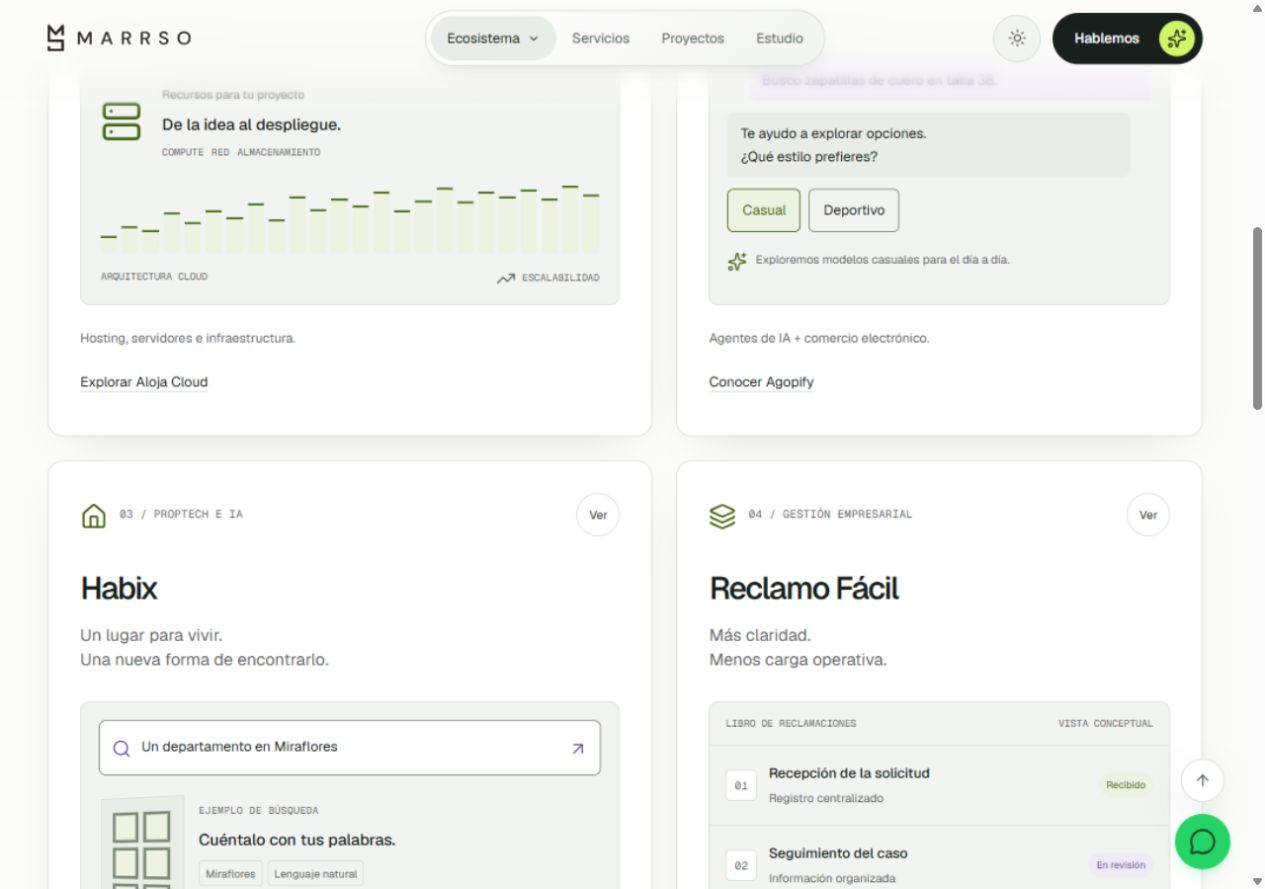 MARRSO
Ecosistema
Servicios
Proyectos
Estudio
Hablemos
Recursos para tu proyecto
De la idea al despliegue.
COMPUTE RED ALMACENAMIENTO
ARQUITECTURA CLOUD
ESCALABILIDAD
Hosting, servidores e infraestructura.
Explorar Aloja Cloud
Busco zapatillas de cuero en talla 38.
Te ayudo a explorar opciones.
¿Qué estilo prefieres?
Casual
Deportivo
Exploremos modelos casuales para el día a día.
Agentes de IA + comercio electrónico.
Conocer Agopify
03 / PROPTECH E IA
Ver
Habix
Un lugar para vivir.
Una nueva forma de encontrarlo.
Un departamento en Miraflores
EJEMPLO DE BÚSQUEDA
Cuéntalo con tus palabras.
Miraflores
Lenguaje natural
04 / GESTIÓN EMPRESARIAL
Ver
Reclamo Fácil
Más claridad.
Menos carga operativa.
LIBRO DE RECLAMACIONES
VISTA CONCEPTUAL
01
Recepción de la solicitud
Registro centralizado
Recibido
02
Seguimiento del caso
Información organizada
En revisión